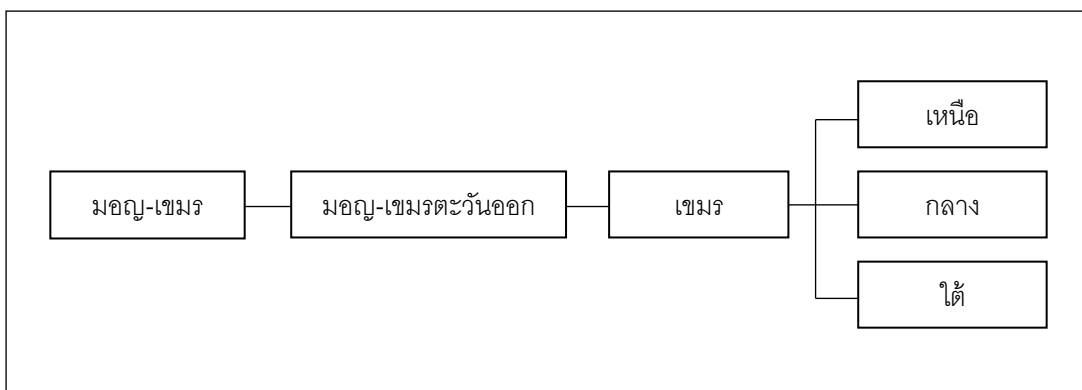 มอญ-เขมร
มอญ-เขมรตะวันออก
เขมร
เหนือ
กลาง
ใต้